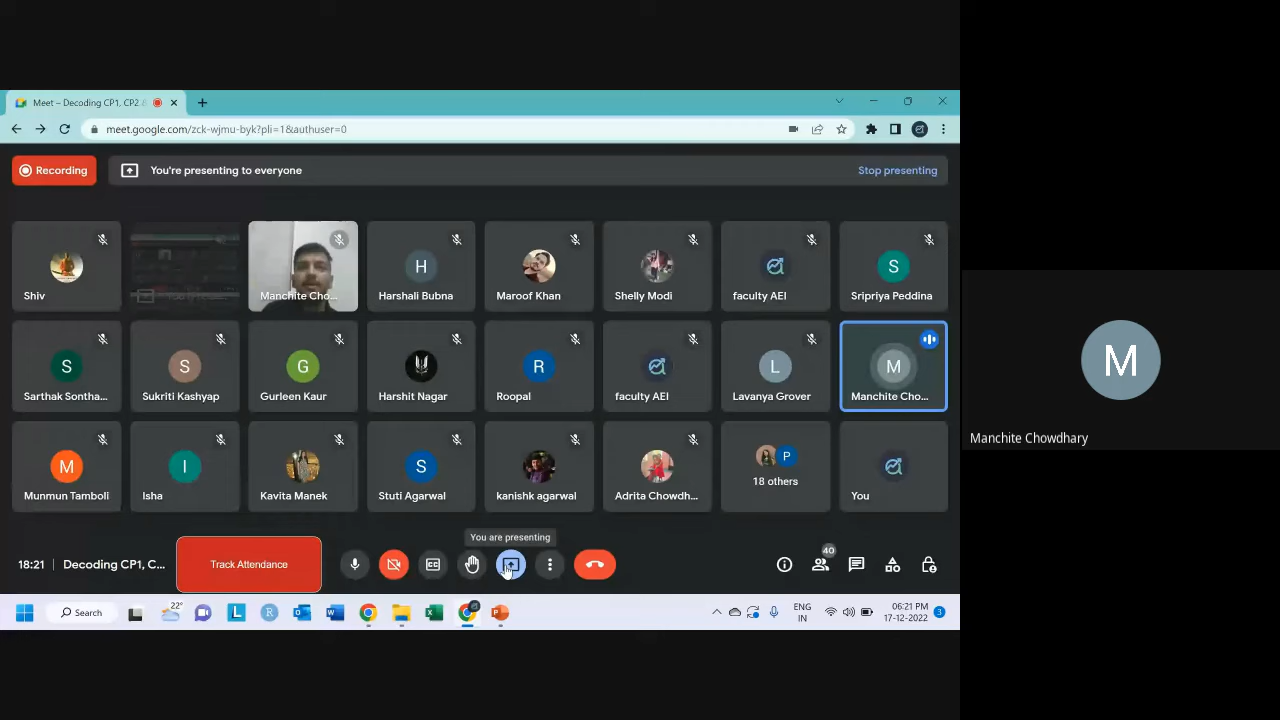 Meet – Decoding CP1, CP2 &
meet.google.com/zck-wjmu-byk?pli=1&authuser=0
Recording
You're presenting to everyone
Stop presenting
Shiv
Manchite Cho...
H
Harshali Bubna
Maroof Khan
Shelly Modi
faculty AEI
S
Sripriya Peddina
S
Sarthak Sontha...
S
Sukriti Kashyap
G
Gurleen Kaur
Harshit Nagar
R
Roopal
faculty AEI
L
Lavanya Grover
M
Manchite Cho...
M
Manchite Chowdhary
M
Munmun Tamboli
I
Isha
Kavita Manek
S
Stuti Agarwal
kanishk agarwal
Adrita Chowdh...
P
18 others
You
You are presenting
18:21
Decoding CP1, C...
Track Attendance
40
Search
22°
ENG
IN
06:21 PM
17-12-2022
3